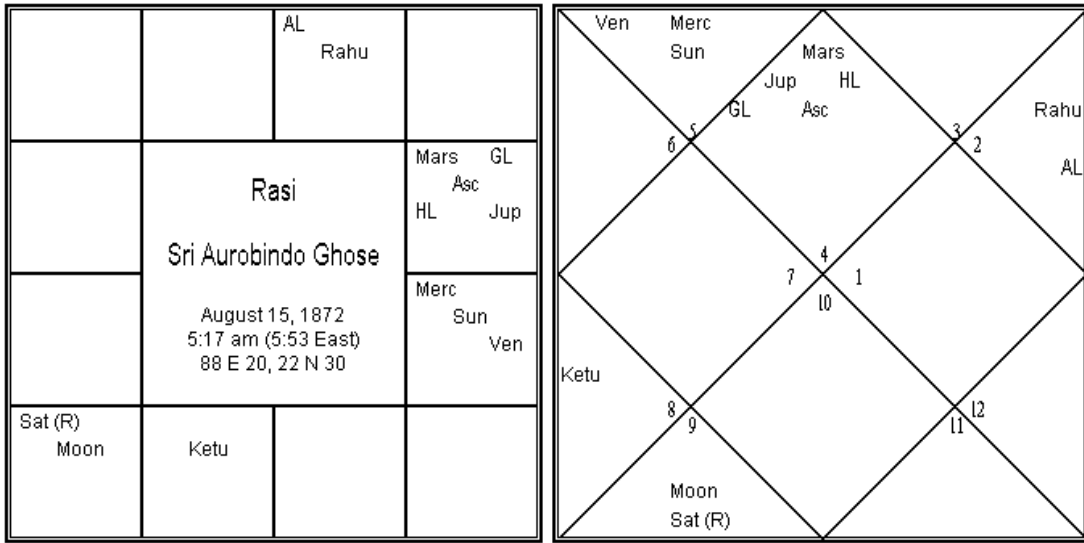 AL
Rahu
Mars GL
Asc
HL Jup
Rasi
Sri Aurobindo Ghose
August 15, 1872
5:17 am (5:53 East)
88 E 20, 22 N 30
Merc
Sun
Ven
Sat (R)
Moon
Ketu
Ven Merc
Sun
Mars
Jup HL
GL Asc
Rahu
AL
5
6
3
2
4
7 1
10
Ketu
8
9
12
11
Moon
Sat (R)